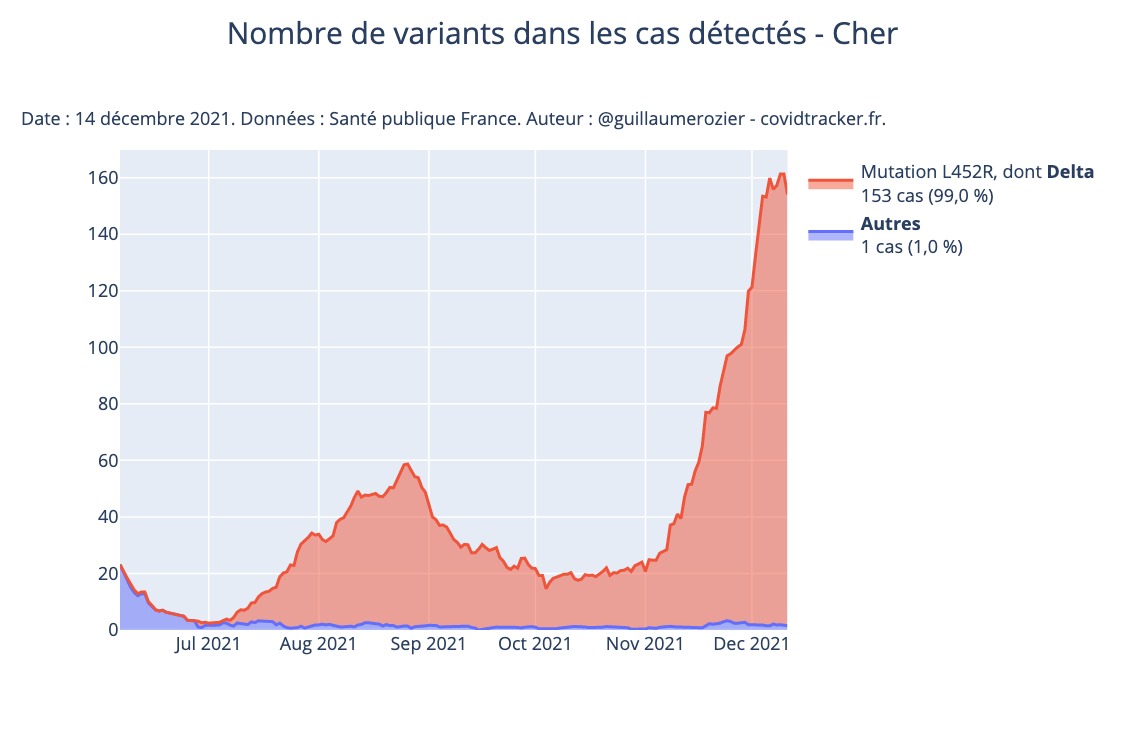 Nombre de variants dans les cas détectés - Cher
Date : 14 décembre 2021. Données : Santé publique France. Auteur : @guillaumerozier - covidtracker.fr.
Mutation L452R, dont Delta
153 cas (99,0 %)
Autres
1 cas (1,0 %)
160
140
120
100
80
60
40
20
0
Jul 2021
Aug 2021
Sep 2021
Oct 2021
Nov 2021
Dec 2021